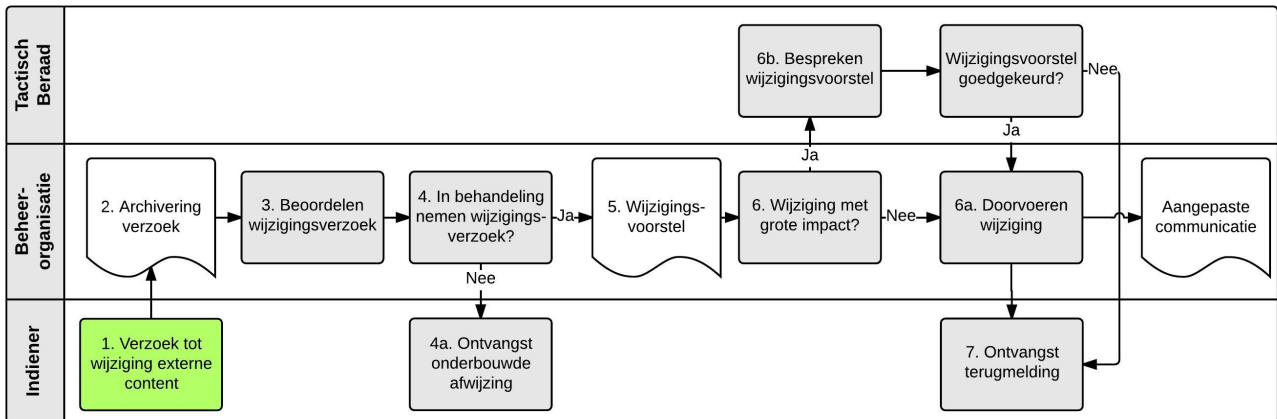 Tactisch
Beraad
6b. Bespreken
wijzigingsvoorstel
Wijzigingsvoorstel
goedgekeurd?
Nee
Ja
Ja
Beheer-
organisatie
2. Archivering
verzoek
3. Beoordelen
wijzigingsverzoek
4. In behandeling
nemen wijzigings-
verzoek?
Ja
5. Wijzigings-
voorstel
6. Wijziging met
grote impact?
Nee
6a. Doorvoeren
wijziging
Aangepaste
communicatie
Nee
Indiener
1. Verzoek tot
wijziging externe
content
4a. Ontvangst
onderbouwde
afwijzing
7. Ontvangst
terugmelding